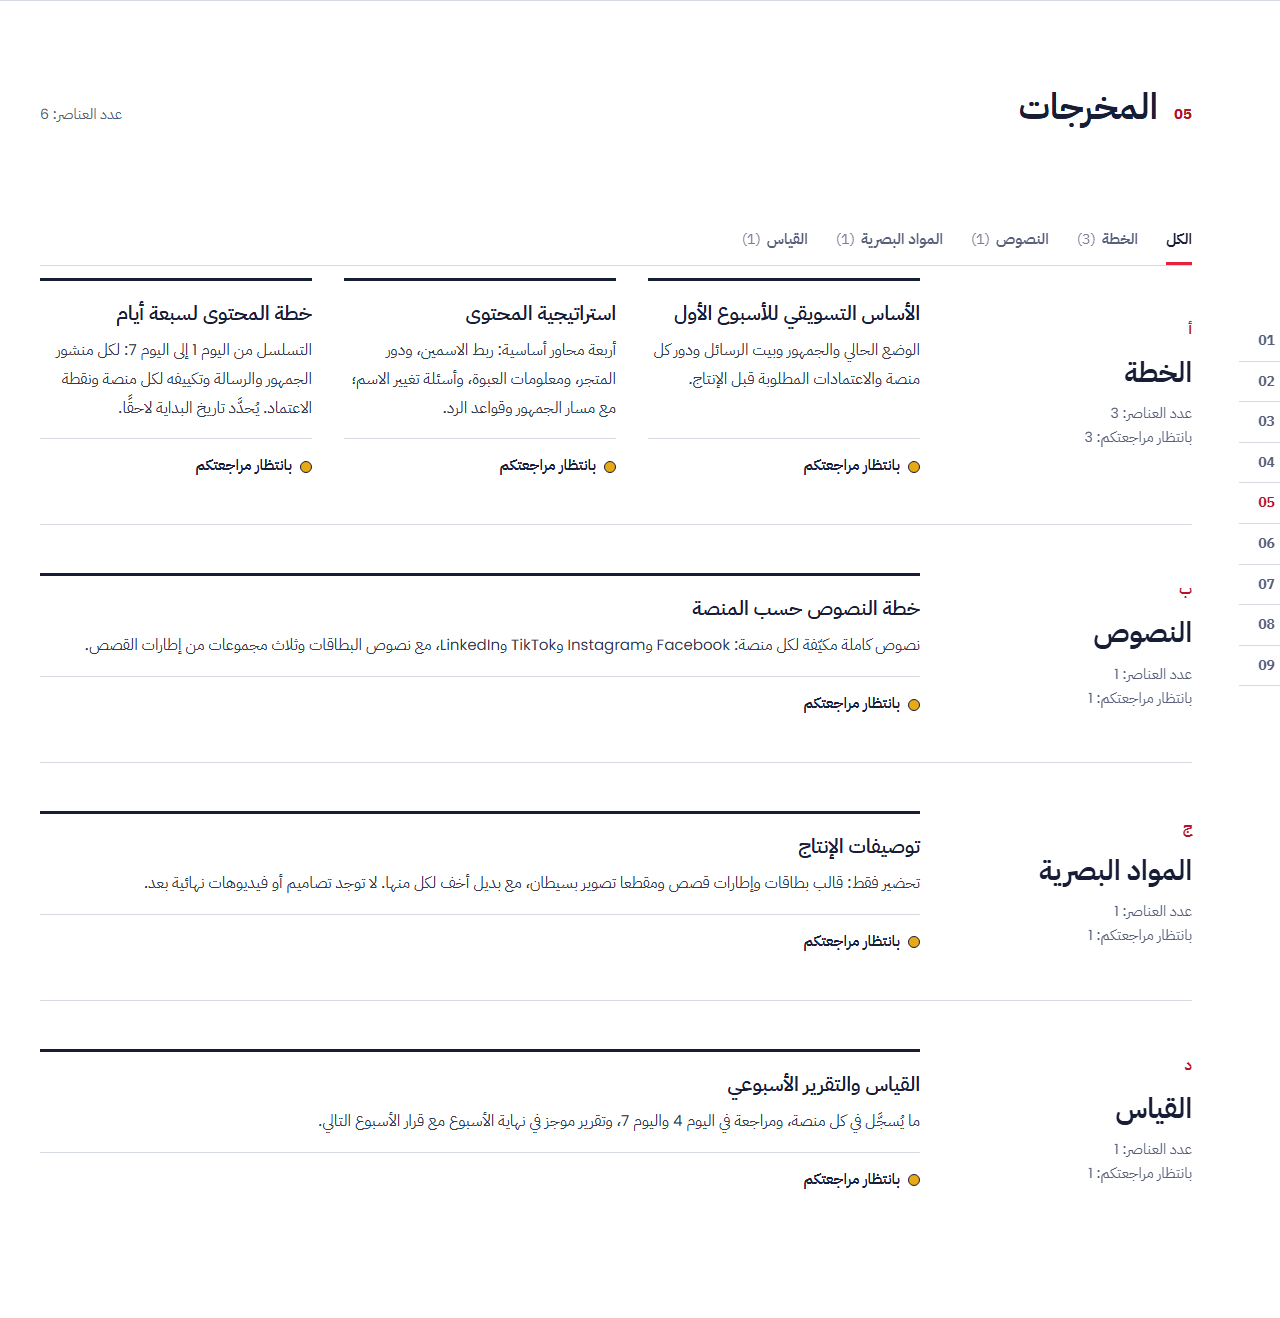 05 المخرجات
عدد العناصر: 6
الكل
الخطة (3)
النصوص (1)
المواد البصرية (1)
القياس (1)
01
02
03
04
05
06
07
08
09
أ
الخطة
عدد العناصر: 3
بانتظار مراجعتكم: 3
الأساس التسويقي للأسبوع الأول
الوضع الحالي والجمهور وبيت الرسائل ودور كل
منصة والاعتمادات المطلوبة قبل الإنتاج.
بانتظار مراجعتكم
استراتيجية المحتوى
أربعة محاور أساسية: ربط الاسمين، ودور
المتجر، ومعلومات العبوة، وأسئلة تغيير الاسم؛
مع مسار الجمهور وقواعد الرد.
بانتظار مراجعتكم
خطة المحتوى لسبعة أيام
التسلسل من اليوم 1 إلى اليوم 7: لكل منشور
الجمهور والرسالة وتكييفه لكل منصة ونقطة
الاعتماد. يُحدَّد تاريخ البداية لاحقًا.
بانتظار مراجعتكم
ب
النصوص
عدد العناصر: 1
بانتظار مراجعتكم: 1
خطة النصوص حسب المنصة
نصوص كاملة مكيّفة لكل منصة: Facebook وInstagram وTikTok وLinkedIn، مع نصوص البطاقات وثلاث مجموعات من إطارات القصص.
بانتظار مراجعتكم
ج
المواد البصرية
عدد العناصر: 1
بانتظار مراجعتكم: 1
توصيفات الإنتاج
تحضير فقط: قالب بطاقات وإطارات قصص ومقطعا تصوير بسيطان، مع بديل أخف لكل منها. لا توجد تصاميم أو فيديوهات نهائية بعد.
بانتظار مراجعتكم
د
القياس
عدد العناصر: 1
بانتظار مراجعتكم: 1
القياس والتقرير الأسبوعي
ما يُسجَّل في كل منصة، ومراجعة في اليوم 4 واليوم 7، وتقرير موجز في نهاية الأسبوع مع قرار الأسبوع التالي.
بانتظار مراجعتكم